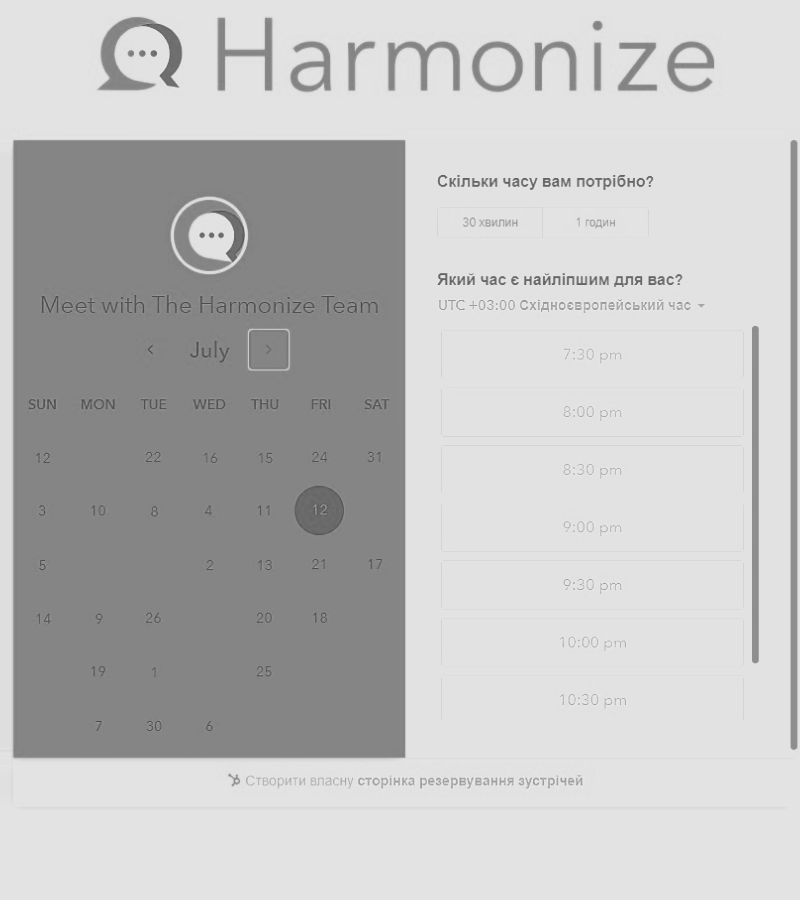 Harmonize
Meet with The Harmonize Team
July
SUN MON TUE WED THU FRI SAT
12 22 16 15 24 31
3 10 8 4 11 12
5 2 13 21 17
14 9 26 20 18
19 1 25
7 30 6
Скільки часу вам потрібно?
30 хвилин 1 годин
Який час є найліпшим для вас?
UTC +03:00 Східноєвропейський час
7:30 pm
8:00 pm
8:30 pm
9:00 pm
9:30 pm
10:00 pm
10:30 pm
Створити власну сторінка резервування зустрічей